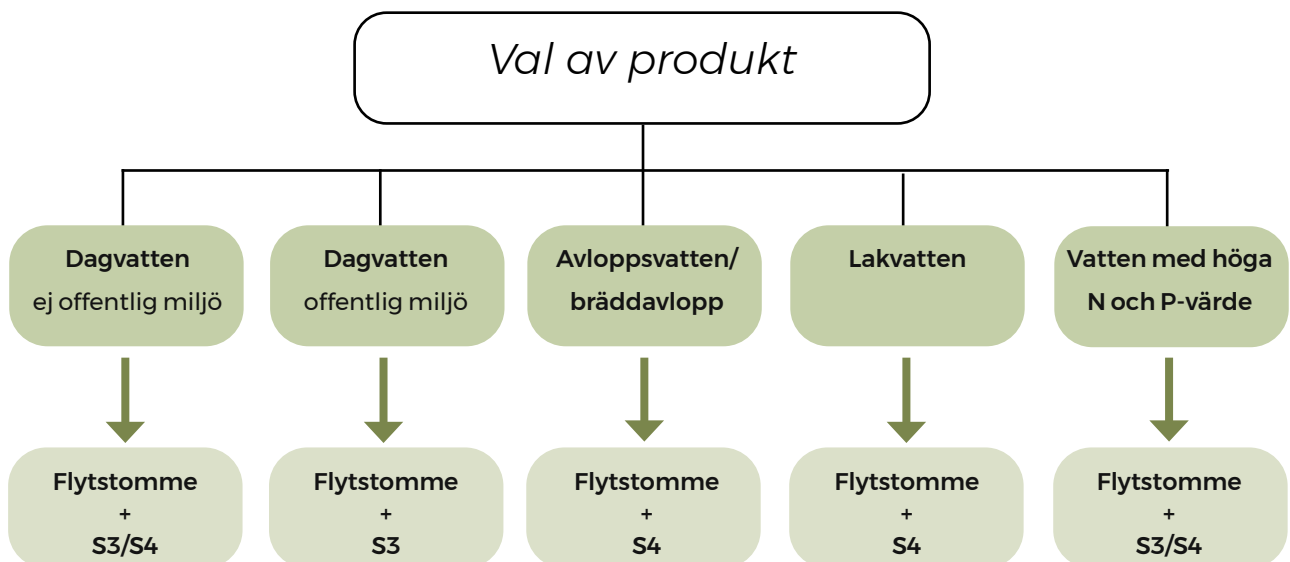 Val av produkt
Dagvatten
ej offentlig miljö
Dagvatten
offentlig miljö
Avloppsvatten/
bräddavlopp
Lakvatten
Vatten med höga
N och P-värde
Flytstomme
+
S3/S4
Flytstomme
+
S3
Flytstomme
+
S4
Flytstomme
+
S4
Flytstomme
+
S3/S4